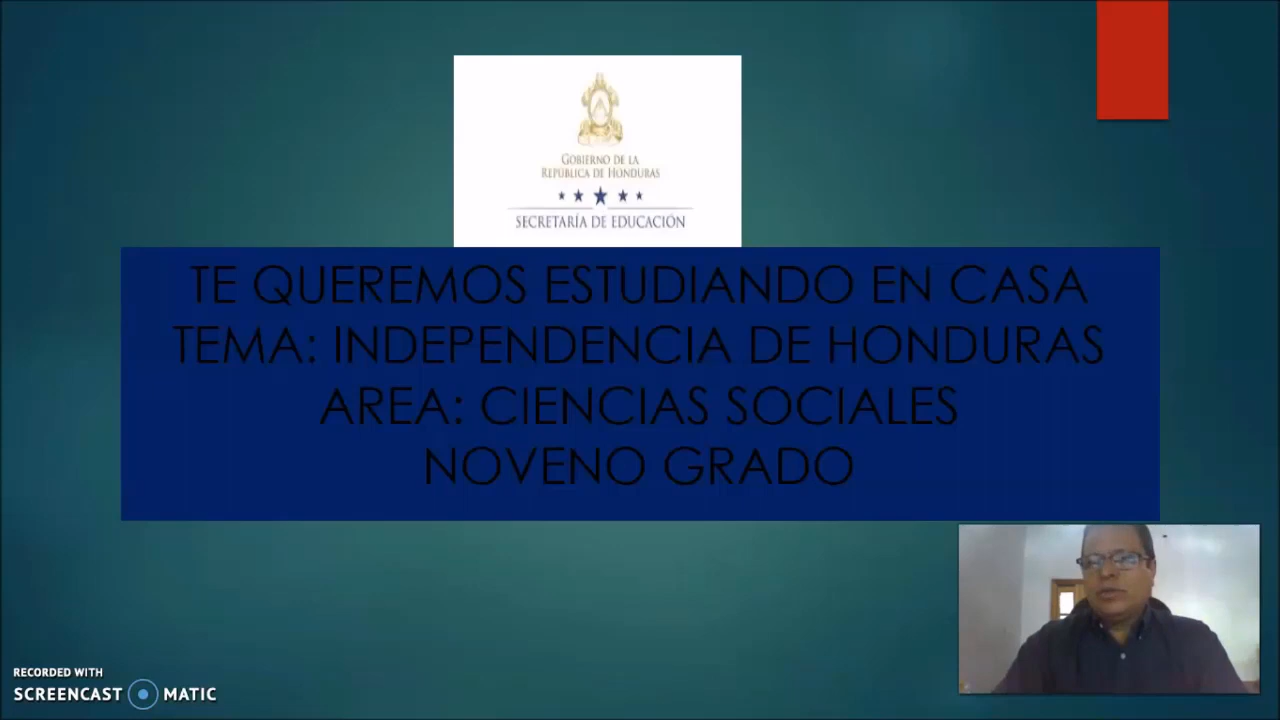 GOBIERNO DE LA
REPÚBLICA DE HONDURAS
SECRETARÍA DE EDUCACIÓN
TE QUEREMOS ESTUDIANDO EN CASA
TEMA: INDEPENDENCIA DE HONDURAS
AREA: CIENCIAS SOCIALES
NOVENO GRADO
RECORDED WITH
SCREENCAST MATIC